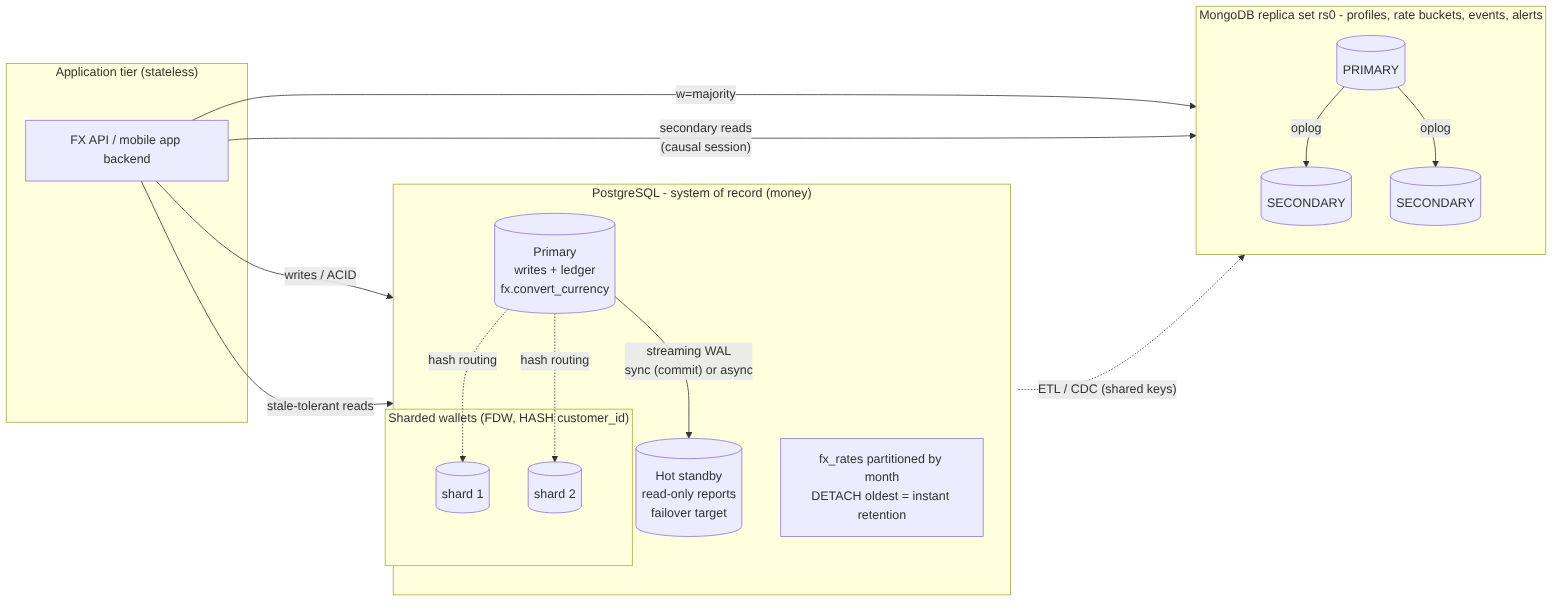 MongoDB replica set rs0 - profiles, rate buckets, events, alerts
PRIMARY
oplog
oplog
SECONDARY
SECONDARY
Application tier (stateless)
FX API / mobile app
backend
w=majority
secondary reads
(causal session)
writes / ACID
stale-tolerant reads
PostgreSQL - system of record (money)
Primary
writes + ledger
fx.convert_currency
hash routing
hash routing
streaming WAL
sync (commit) or async
ETL / CDC (shared keys)
Sharded wallets (FDW, HASH customer_id)
shard 1
shard 2
Hot standby
read-only reports
failover target
fx_rates partitioned by
month
DETACH oldest = instant
retention